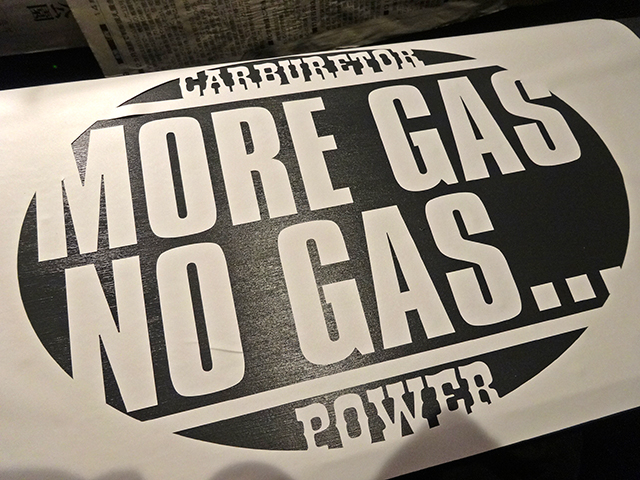 CARBURETOR
MORE GAS
NO GAS...
POWER